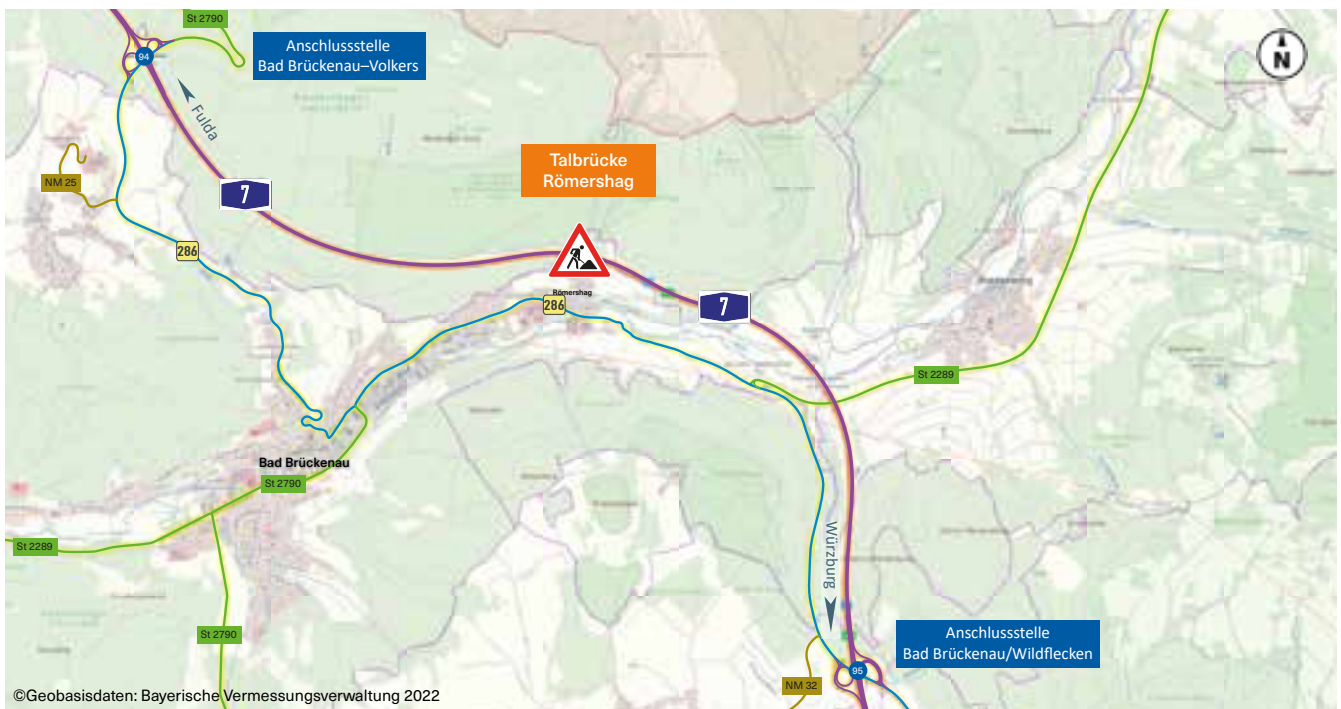 St 2790
Anschlussstelle
Bad Brückenau–Volkers
94
N
Fulda
Talbrücke
Römershag
NM 25
7
286
Römershag
286
7
St 2289
Bad Brückenau
St 2790
Würzburg
St 2289
St 2790
Anschlussstelle
Bad Brückenau/Wildflecken
95
NM 32
©Geobasisdaten: Bayerische Vermessungsverwaltung 2022